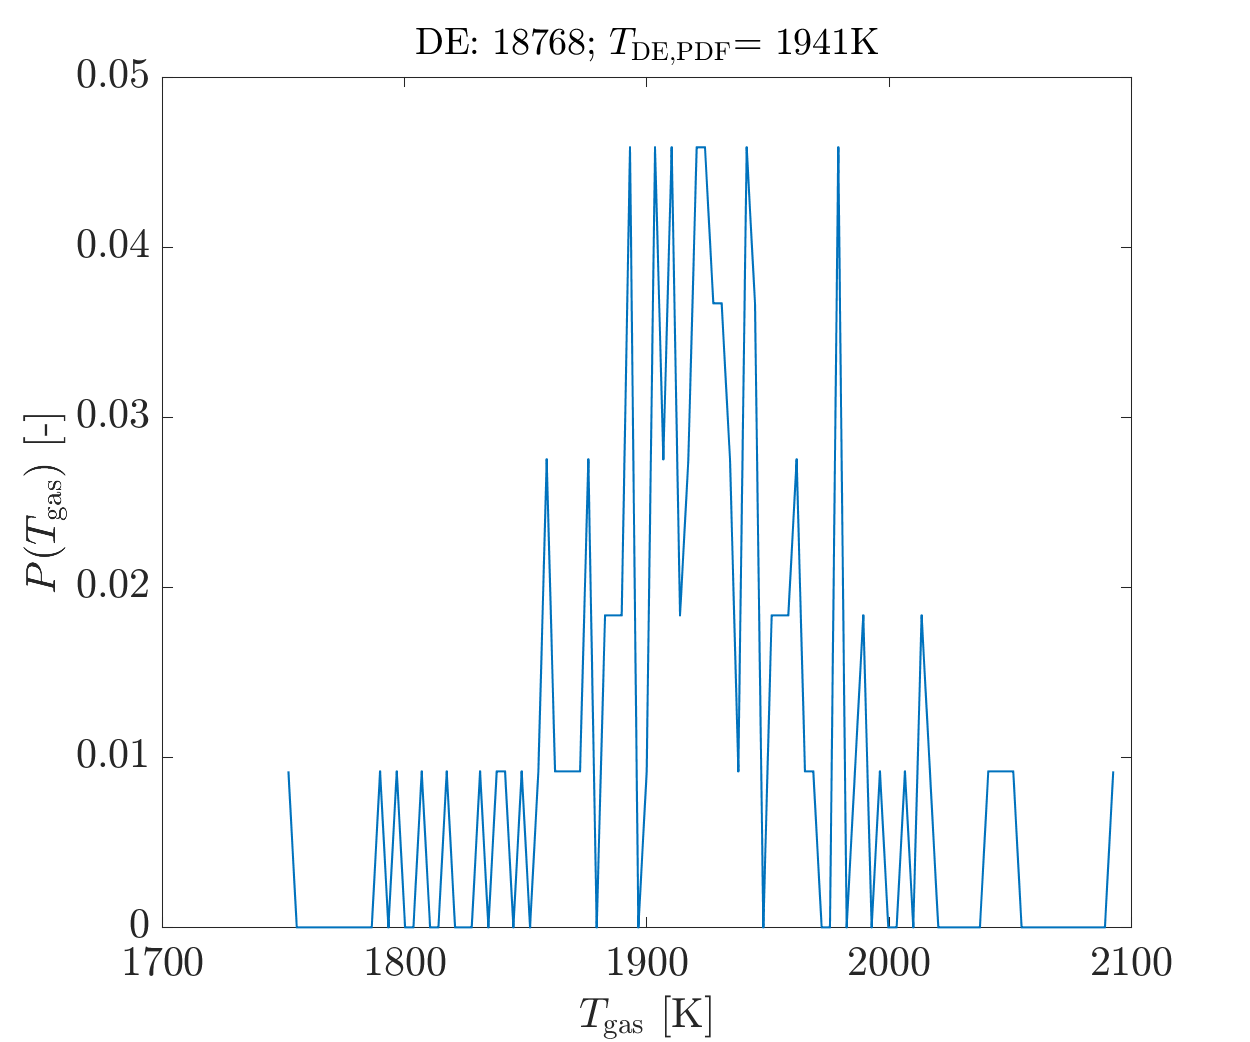 DE: 18768; T_DE,PDF= 1941K
0.05
0.04
0.03
0.02
0.01
0
P(T_gas) [-]
1700 1800 1900 2000 2100
T_gas [K]